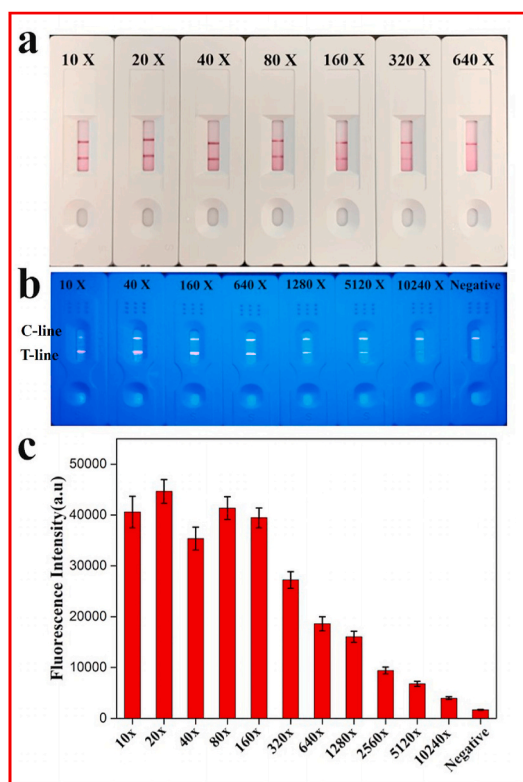 a
10 X 20 X 40 X 80 X 160 X 320 X 640 X
b
10 X 40 X 160 X 640 X 1280 X 5120 X 10240 X Negative
C-line
T-line
c
Fluorescence Intensity(a.u)
50000
40000
30000
20000
10000
0
10x 20x 40x 80x 160x 320x 640x 1280x 2560x 5120x 10240x Negative